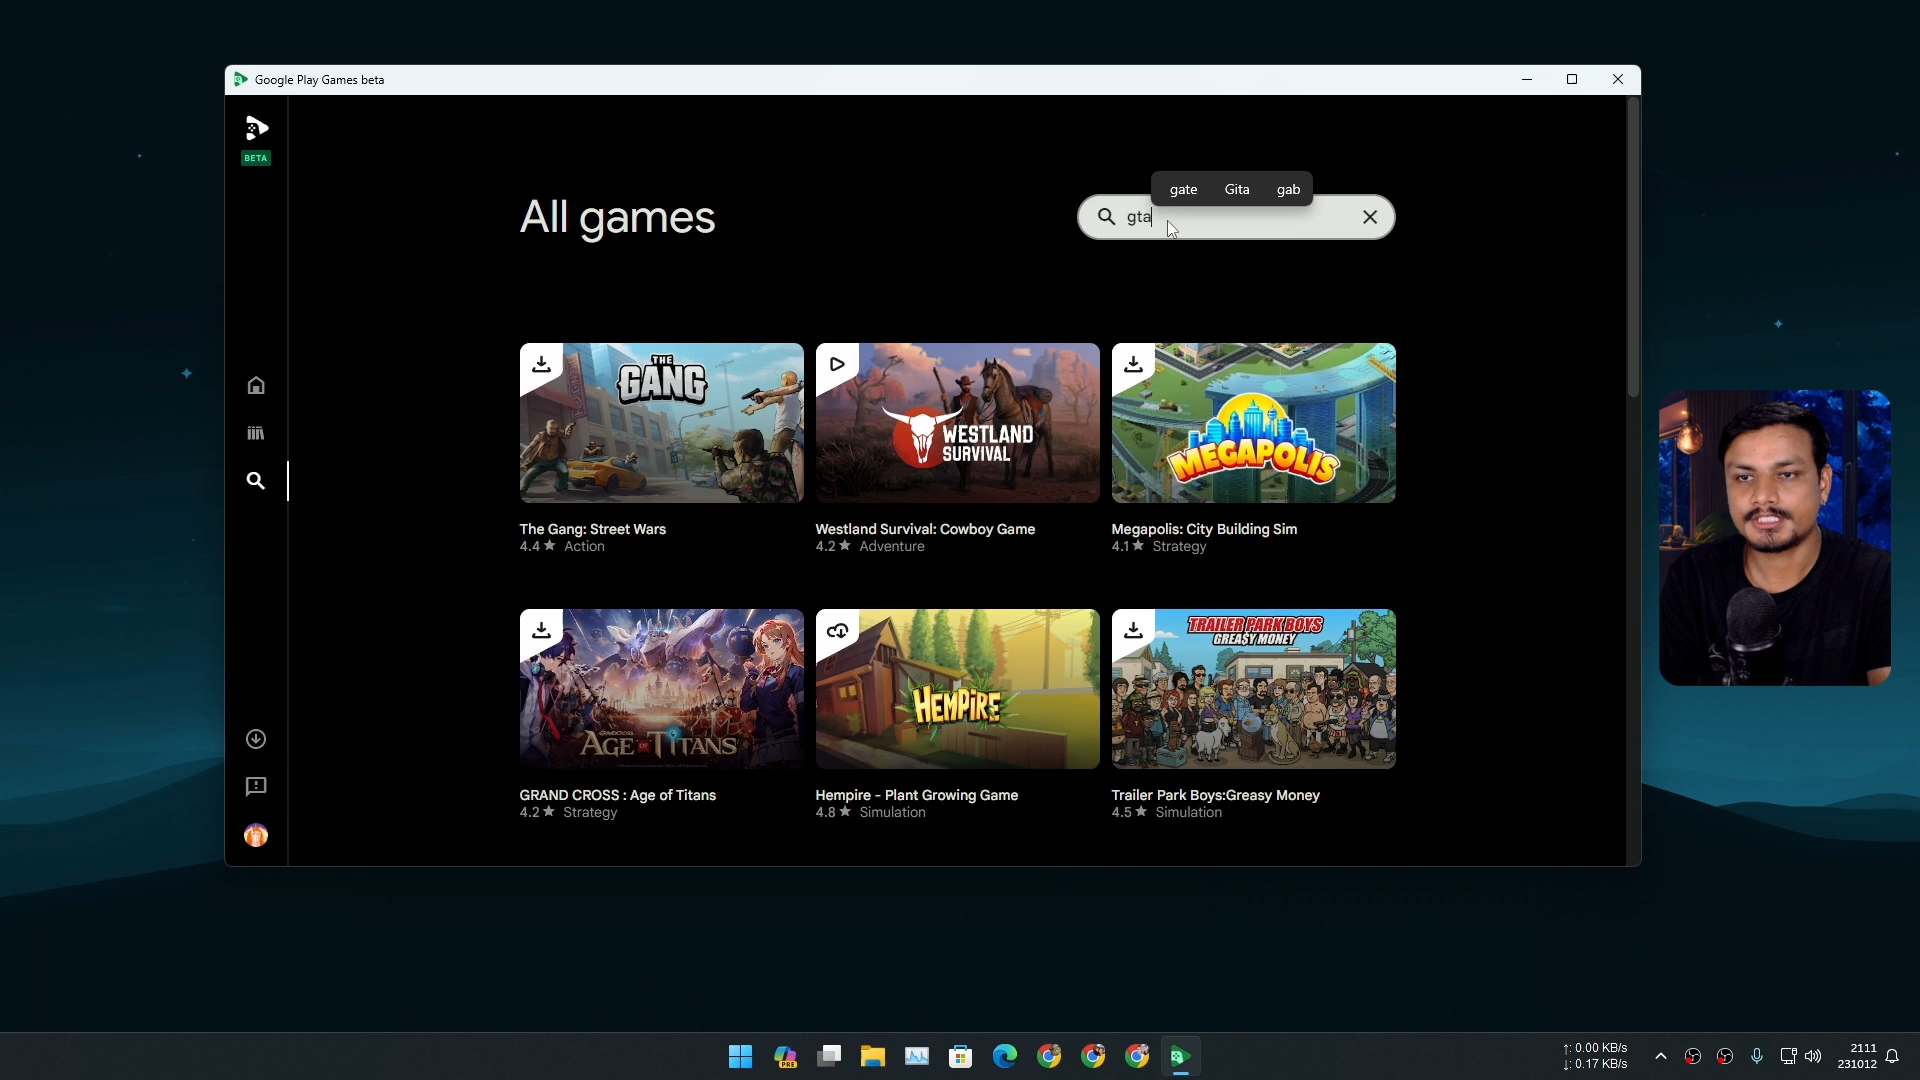 Google Play Games beta
BETA
All games
gate Gita gab
gta
THE GANG
WESTLAND SURVIVAL
MEGAPOLIS
The Gang: Street Wars
4.4★ Action
Westland Survival: Cowboy Game
4.2★ Adventure
Megapolis: City Building Sim
4.1★ Strategy
GRANDCROSS
AGE OF TITANS
HEMPIRE
TRAILER PARK BOYS
GREA$Y MONEY
GRAND CROSS : Age of Titans
4.2★ Strategy
Hempire - Plant Growing Game
4.8★ Simulation
Trailer Park Boys:Greasy Money
4.5★ Simulation
PRE
↑: 0.00 KB/s
↓: 0.17 KB/s
2111
231012